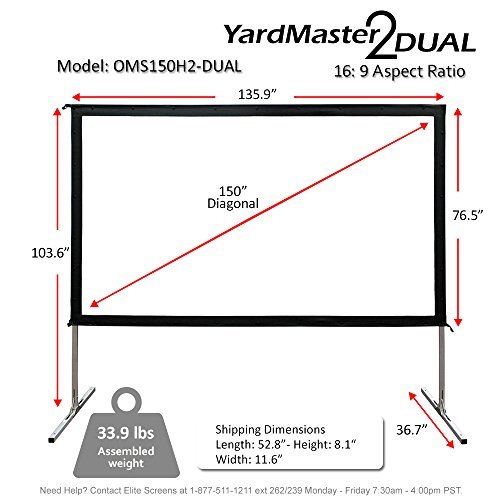 YardMaster2DUAL
Model: OMS150H2-DUAL
16: 9 Aspect Ratio
135.9"
150"
Diagonal
76.5"
103.6"
36.7"
33.9 lbs
Assembled
weight
Shipping Dimensions
Length: 52.8"- Height: 8.1"
Width: 11.6"
Need Help? Contact Elite Screens at 1-877-511-1211 ext 262/239 Monday - Friday 7:30am - 4:00pm PST.